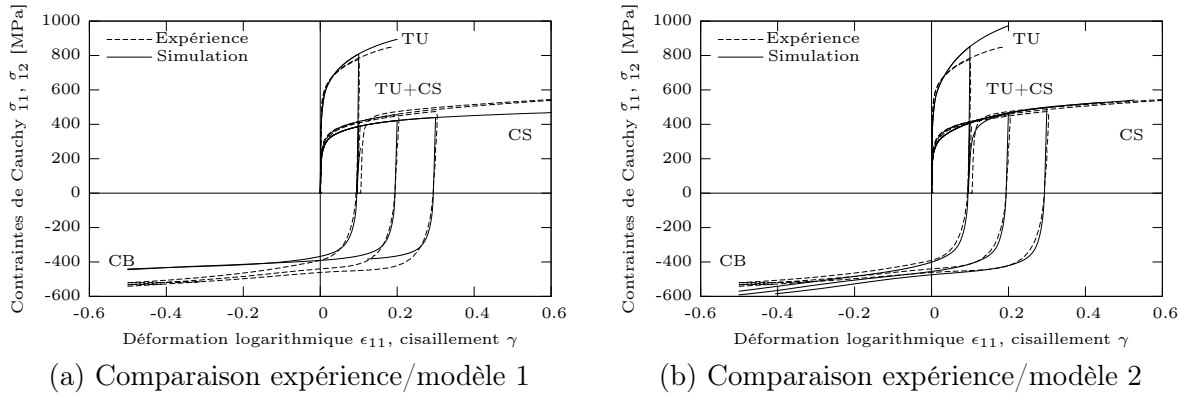 1000
800
600
400
200
0
-200
-400
-600
-0.6 -0.4 -0.2 0 0.2 0.4 0.6
Contraintes de Cauchy σ11, σ12 [MPa]
Déformation logarithmique ϵ11, cisaillement γ
Expérience
Simulation
TU
TU+CS
CS
CB
(a) Comparaison expérience/modèle 1
1000
800
600
400
200
0
-200
-400
-600
-0.6 -0.4 -0.2 0 0.2 0.4 0.6
Contraintes de Cauchy σ11, σ12 [MPa]
Déformation logarithmique ϵ11, cisaillement γ
Expérience
Simulation
TU
TU+CS
CS
CB
(b) Comparaison expérience/modèle 2